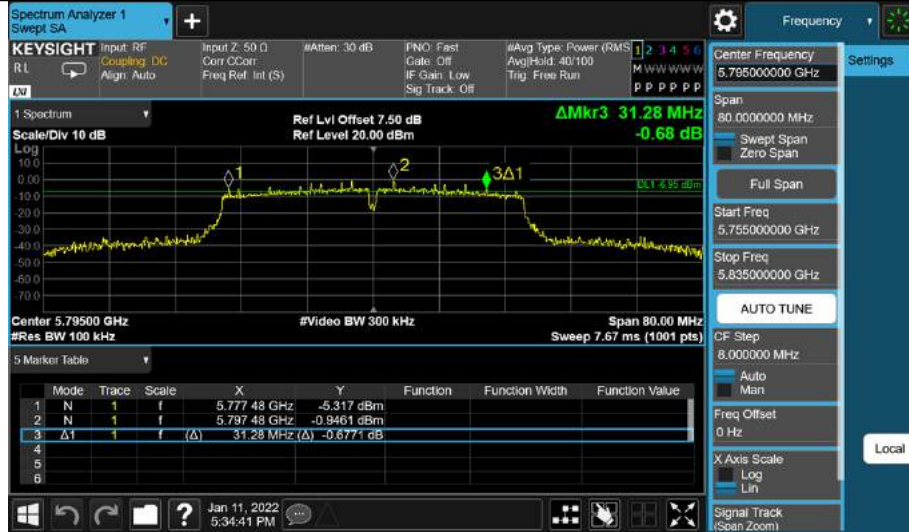 Spectrum Analyzer 1
Swept SA
+
Frequency
KEYSIGHT
RL
LXI
Input: RF
Coupling: DC
Align: Auto
Input Z: 50 Ω
Corr CCorr
Freq Ref: Int (S)
#Atten: 30 dB
PNO: Fast
Gate: Off
IF Gain: Low
Sig Track: Off
#Avg Type: Power (RMS
Avg|Hold: 40/100
Trig: Free Run
1 2 3 4 5 6
M W W W W W
P P P P P P
1 Spectrum
Scale/Div 10 dB
Ref Lvl Offset 7.50 dB
Ref Level 20.00 dBm
ΔMkr3 31.28 MHz
-0.68 dB
Log
10.0
0.00
-10.0
-20.0
-30.0
-40.0
-50.0
-60.0
-70.0
1
2
3Δ1
DL1 -6.95 dBm
Center 5.79500 GHz
#Res BW 100 kHz
#Video BW 300 kHz
Span 80.00 MHz
Sweep 7.67 ms (1001 pts)
5 Marker Table
Mode Trace Scale X Y Function Function Width Function Value
1 N 1 f 5.777 48 GHz -5.317 dBm
2 N 1 f 5.797 48 GHz -0.9461 dBm
3 Δ1 1 f (Δ) 31.28 MHz (Δ) -0.6771 dB
4
5
6
Jan 11, 2022
5:34:41 PM
?
Center Frequency
5.795000000 GHz
Settings
Span
80.0000000 MHz
Swept Span
Zero Span
Full Span
Start Freq
5.755000000 GHz
Stop Freq
5.835000000 GHz
AUTO TUNE
CF Step
8.000000 MHz
Auto
Man
Freq Offset
0 Hz
Local
X Axis Scale
Log
Lin
Signal Track
(Span Zoom)